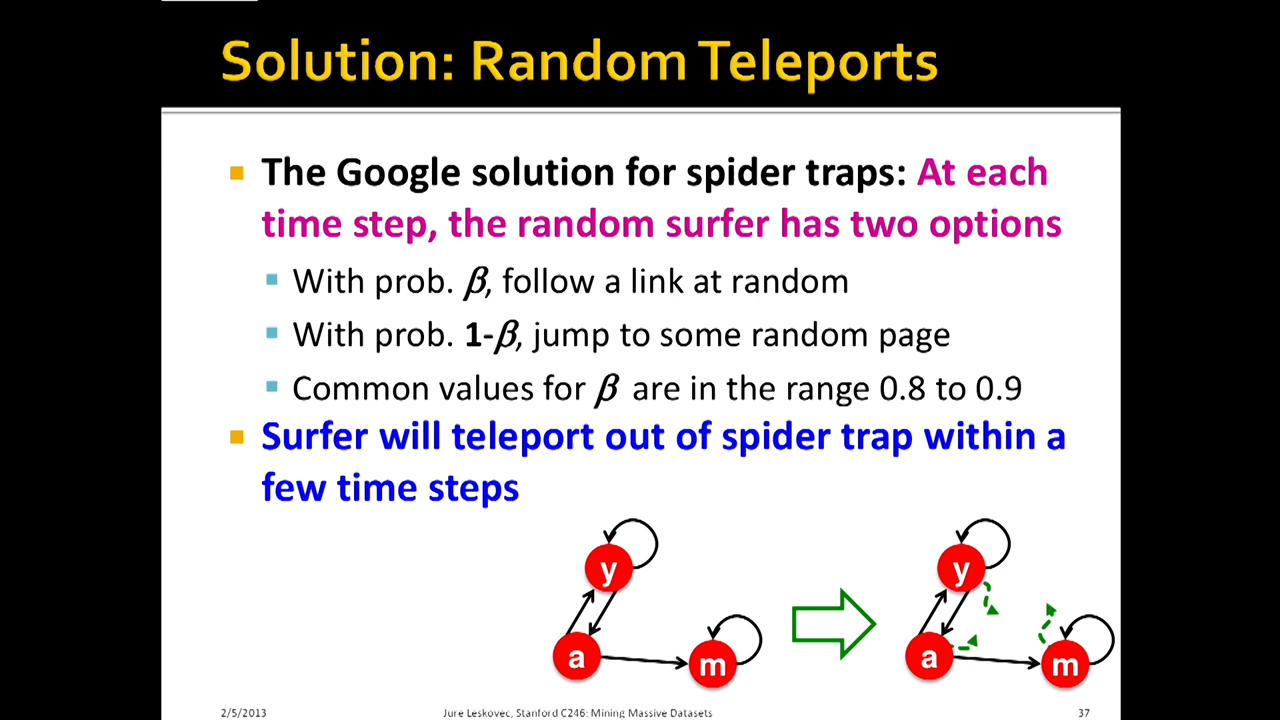 Solution: Random Teleports
The Google solution for spider traps: At each
time step, the random surfer has two options
With prob. β, follow a link at random
With prob. 1-β, jump to some random page
Common values for β are in the range 0.8 to 0.9
Surfer will teleport out of spider trap within a
few time steps
y
a
m
y
a
m
2/5/2013
Jure Leskovec, Stanford C246: Mining Massive Datasets
37